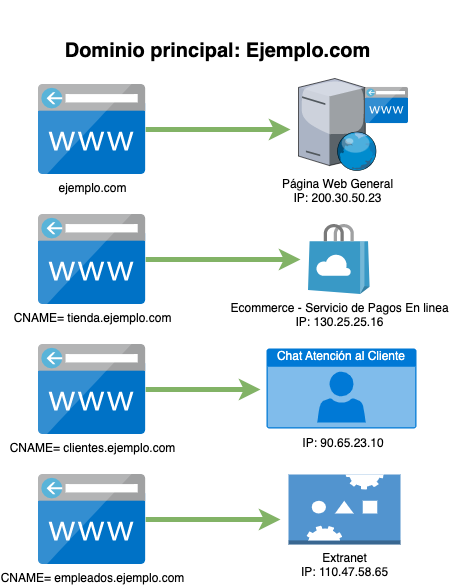 Dominio principal: Ejemplo.com
WWW
WWW
ejemplo.com
Página Web General
IP: 200.30.50.23
WWW
CNAME= tienda.ejemplo.com
Ecommerce - Servicio de Pagos En linea
IP: 130.25.25.16
WWW
Chat Atención al Cliente
CNAME= clientes.ejemplo.com
IP: 90.65.23.10
WWW
CNAME= empleados.ejemplo.com
Extranet
IP: 110.47.58.65